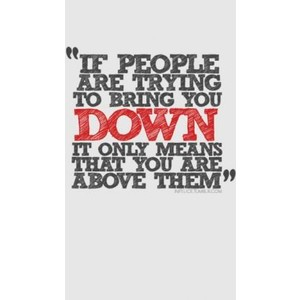 "IF PEOPLE
ARE TRYING
TO BRING YOU
DOWN
IT ONLY MEANS
THAT YOU ARE
ABOVE THEM"